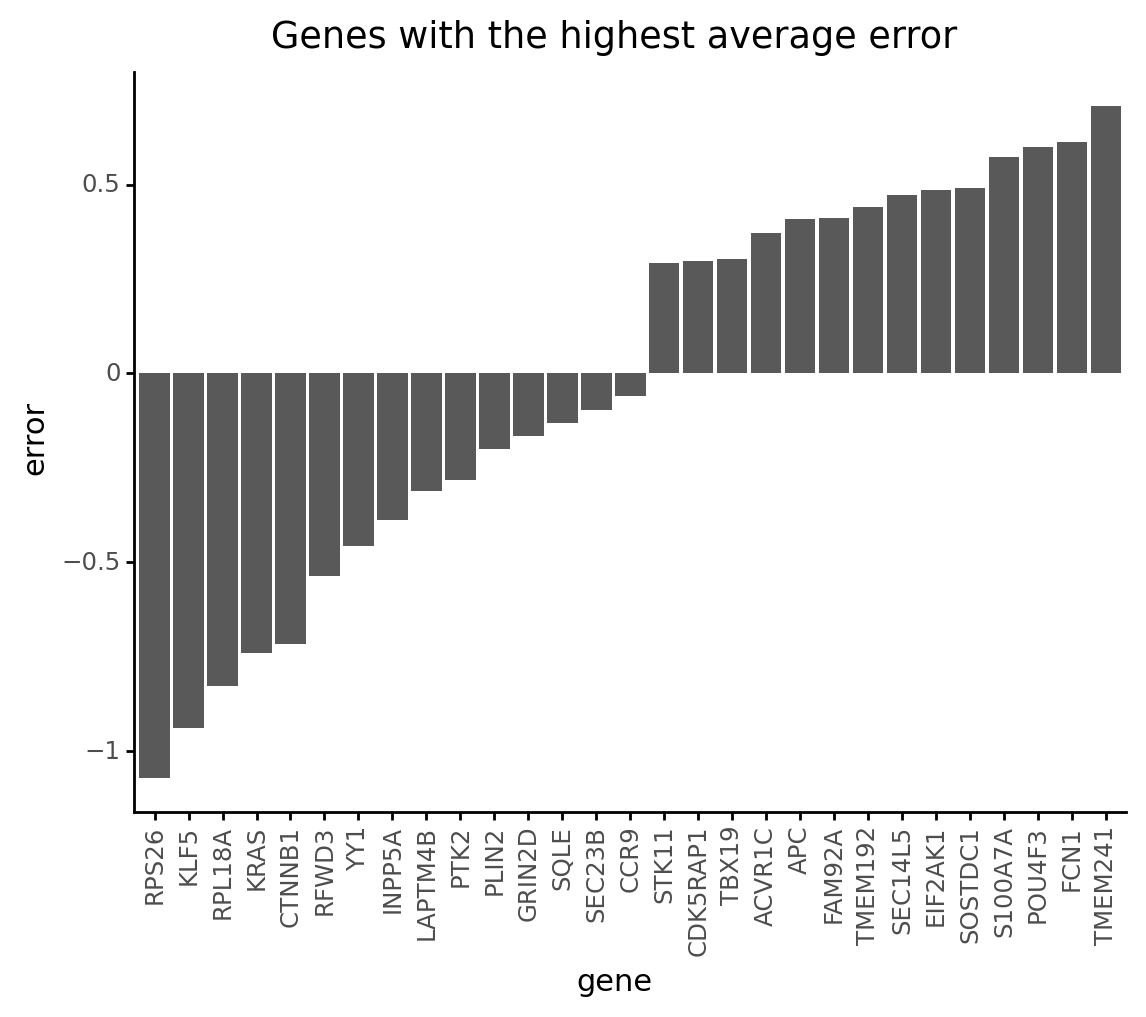 Genes with the highest average error
error
0.5
0
−0.5
−1
RPS26
KLF5
RPL18A
KRAS
CTNNB1
RFWD3
YY1
INPP5A
LAPTM4B
PTK2
PLIN2
GRIN2D
SQLE
SEC23B
CCR9
STK11
CDK5RAP1
TBX19
ACVR1C
APC
FAM92A
TMEM192
SEC14L5
EIF2AK1
SOSTDC1
S100A7A
POU4F3
FCN1
TMEM241
gene